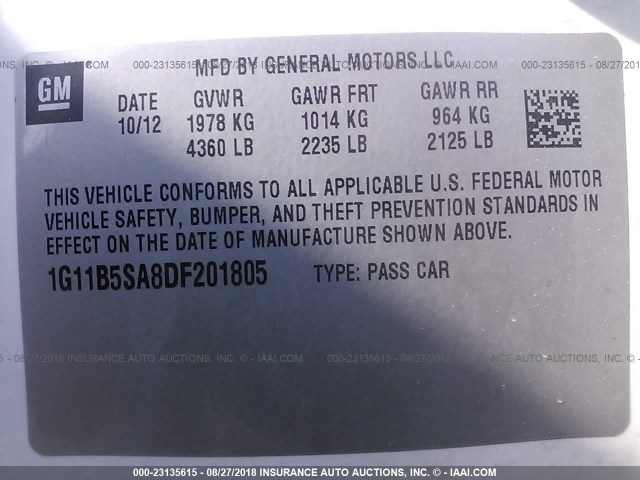 MFD BY GENERAL MOTORS LLC
GM
DATE GVWR GAWR FRT GAWR RR
10/12 1978 KG 1014 KG 964 KG
4360 LB 2235 LB 2125 LB
THIS VEHICLE CONFORMS TO ALL APPLICABLE U.S. FEDERAL MOTOR
VEHICLE SAFETY, BUMPER, AND THEFT PREVENTION STANDARDS IN
EFFECT ON THE DATE OF MANUFACTURE SHOWN ABOVE.
1G11B5SA8DF201805 TYPE: PASS CAR
000-23135615 - 08/27/2018 INSURANCE AUTO AUCTIONS, INC. - IAAI.COM